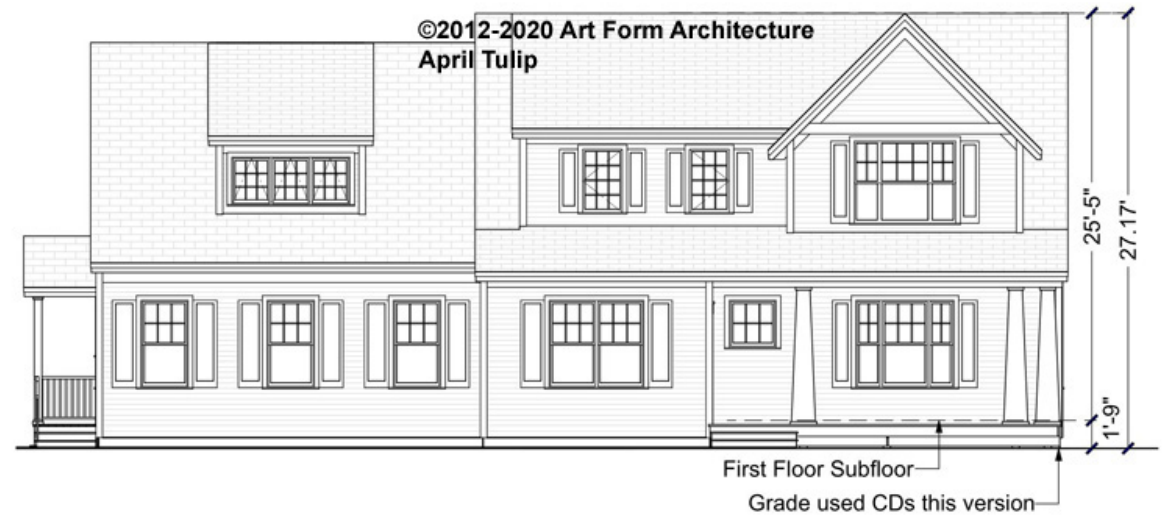 ©2012-2020 Art Form Architecture
April Tulip
25'-5"
27.17'
1'-9"
First Floor Subfloor
Grade used CDs this version